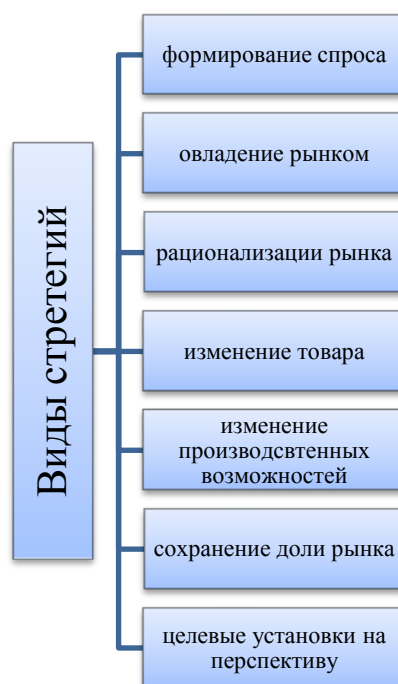 Виды стретегий
формирование спроса
овладение рынком
рационализации рынка
изменение товара
изменение
производсвтенных
возможностей
сохранение доли рынка
целевые установки на
перспективу